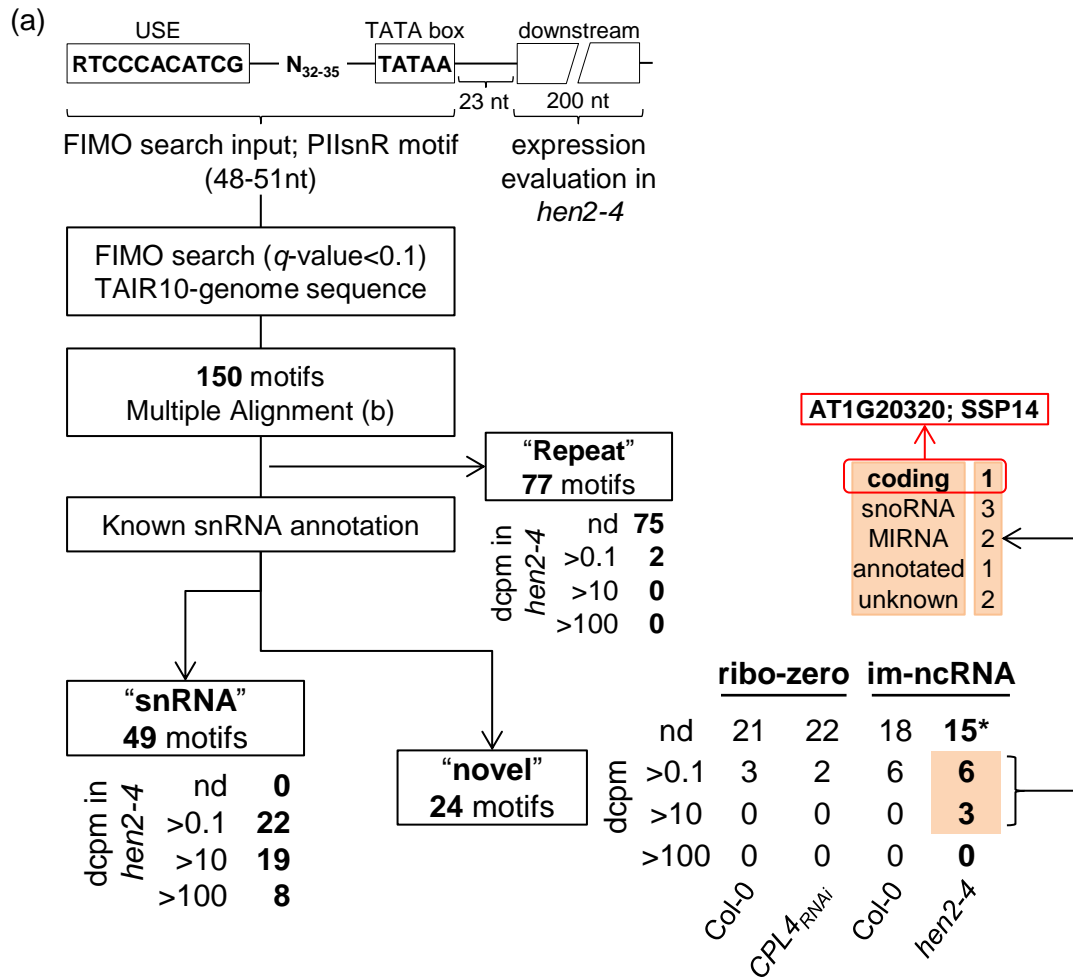 (a)
USE TATA box downstream
RTCCCACATCG N32-35 TATAA
23 nt 200 nt
FIMO search input; PIIsnR motif
(48-51nt)
expression
evaluation in
hen2-4
FIMO search (q-value<0.1)
TAIR10-genome sequence
150 motifs
Multiple Alignment (b)
"Repeat"
77 motifs
dcpm in
hen2-4
nd 75
>0.1 2
>10 0
>100 0
Known snRNA annotation
"snRNA"
49 motifs
dcpm in
hen2-4
nd 0
>0.1 22
>10 19
>100 8
"novel"
24 motifs
AT1G20320; SSP14
coding 1
snoRNA 3
MIRNA 2
annotated 1
unknown 2
ribo-zero im-ncRNA
dcpm
nd 21 22 18 15*
>0.1 3 2 6 6
>10 0 0 0 3
>100 0 0 0 0
Col-0 CPL4RNAi Col-0 hen2-4